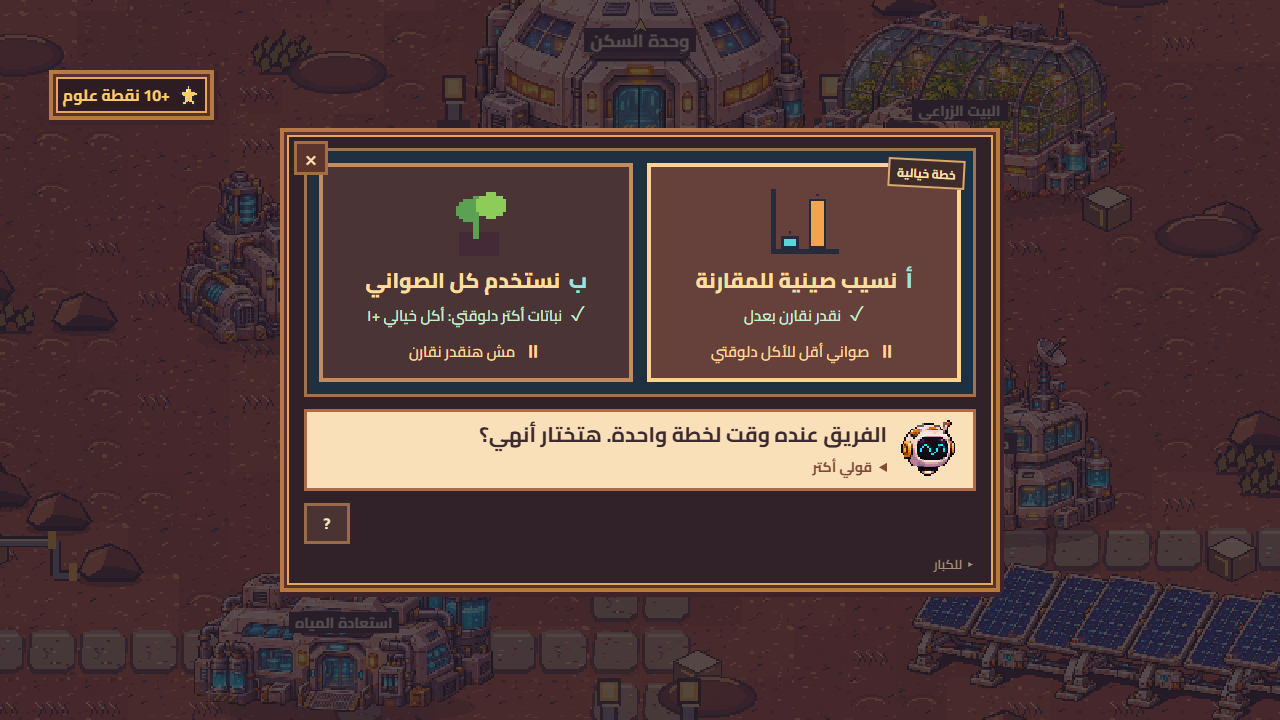 وحدة السكن
+10 نقطة علوم
البيت الزراعي
×
خطة خيالية
أ نسيب صينية للمقارنة
✓ نقدر نقارن بعدل
صواني أقل للأكل دلوقتي
ب نستخدم كل الصواني
✓ نباتات أكتر دلوقتي: أكل خيالي +١
مش هنقدر نقارن
الفريق عنده وقت لخطة واحدة. هتختار أنهي؟
◂ قولي أكتر
?
▸ للكبار
استعادة المياه